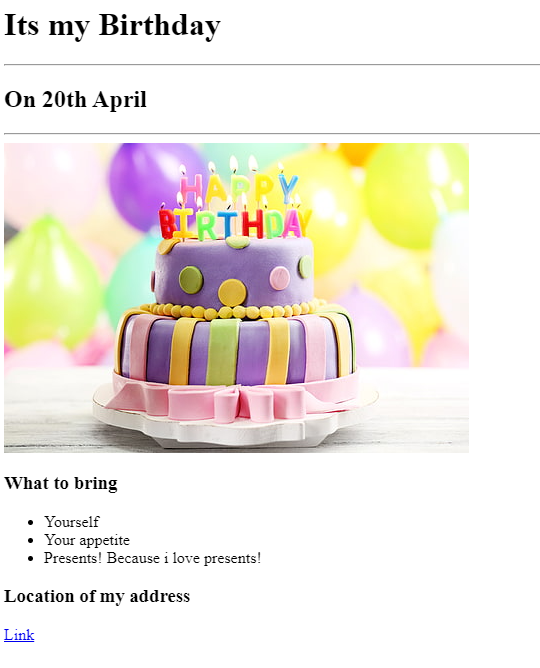 Its my Birthday
On 20th April
HAPPY
BIRTHDAY
What to bring
Yourself
Your appetite
Presents! Because i love presents!
Location of my address
Link